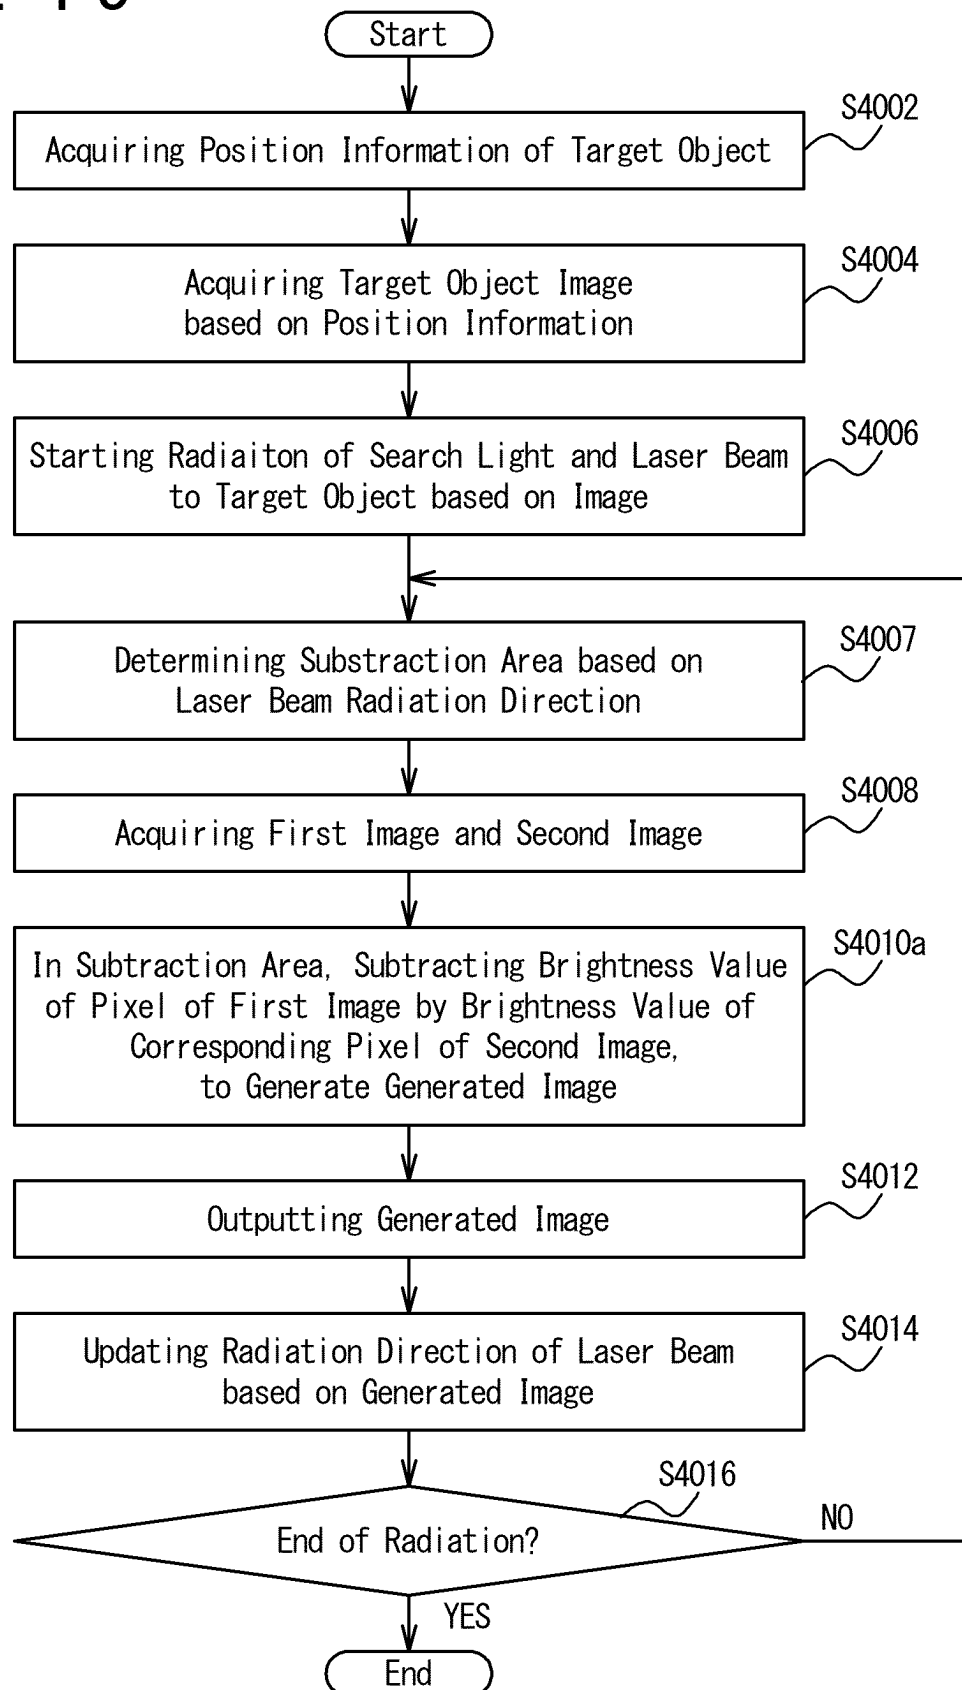 Start
S4002
Acquiring Position Information of Target Object
S4004
Acquiring Target Object Image
based on Position Information
S4006
Starting Radiaiton of Search Light and Laser Beam
to Target Object based on Image
S4007
Determining Substraction Area based on
Laser Beam Radiation Direction
S4008
Acquiring First Image and Second Image
S4010a
In Subtraction Area, Subtracting Brightness Value
of Pixel of First Image by Brightness Value of
Corresponding Pixel of Second Image,
to Generate Generated Image
S4012
Outputting Generated Image
S4014
Updating Radiation Direction of Laser Beam
based on Generated Image
S4016
End of Radiation?
NO
YES
End